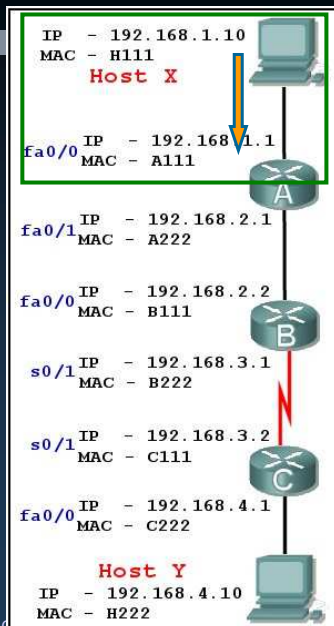 IP - 192.168.1.10
MAC - H111
Host X
IP - 192.168.1.1
fa0/0
MAC - A111
A
IP - 192.168.2.1
fa0/1
MAC - A222
IP - 192.168.2.2
fa0/0
MAC - B111
B
IP - 192.168.3.1
s0/1
MAC - B222
IP - 192.168.3.2
s0/1
MAC - C111
C
IP - 192.168.4.1
fa0/0
MAC - C222
Host Y
IP - 192.168.4.10
MAC - H222